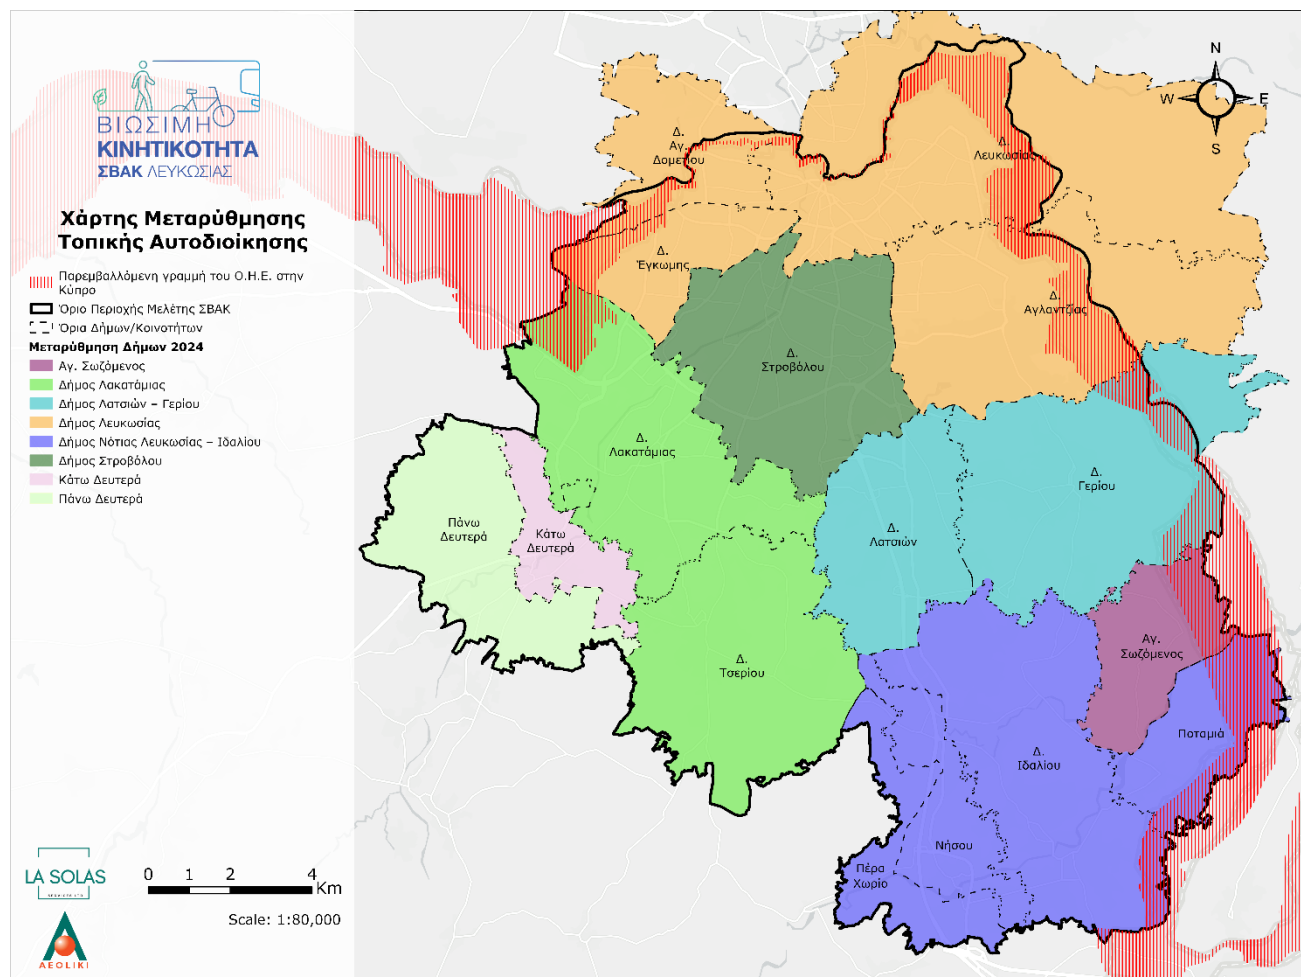 ΒΙΩΣΙΜΗ
ΚΙΝΗΤΙΚΟΤΗΤΑ
ΣΒΑΚ ΛΕΥΚΩΣΙΑΣ
Χάρτης Μεταρύθμησης
Τοπικής Αυτοδιοίκησης
Παρεμβαλλόμενη γραμμή του Ο.Η.Ε. στην
Κύπρο
Όριο Περιοχής Μελέτης ΣΒΑΚ
Όρια Δήμων/Κοινοτήτων
Μεταρύθμιση Δήμων 2024
Αγ. Σωζόμενος
Δήμος Λακατάμιας
Δήμος Λατσιών – Γερίου
Δήμος Λευκωσίας
Δήμος Νότιας Λευκωσίας – Ιδαλίου
Δήμος Στροβόλου
Κάτω Δευτερά
Πάνω Δευτερά
N
W
E
S
Δ.
Αγ.
Δομετίου
Δ.
Λευκωσίας
Δ.
Έγκωμης
Δ.
Αγλαντζίας
Δ.
Στροβόλου
Δ.
Λακατάμιας
Δ.
Γερίου
Πάνω
Δευτερά
Κάτω
Δευτερά
Δ.
Λατσιών
Αγ.
Σωζόμενος
Δ.
Τσερίου
Ποταμιά
Δ.
Ιδαλίου
Νήσου
Πέρα
Χωρίο
LA SOLAS
AEOLIKI
0 1 2 4
Km
Scale: 1:80,000